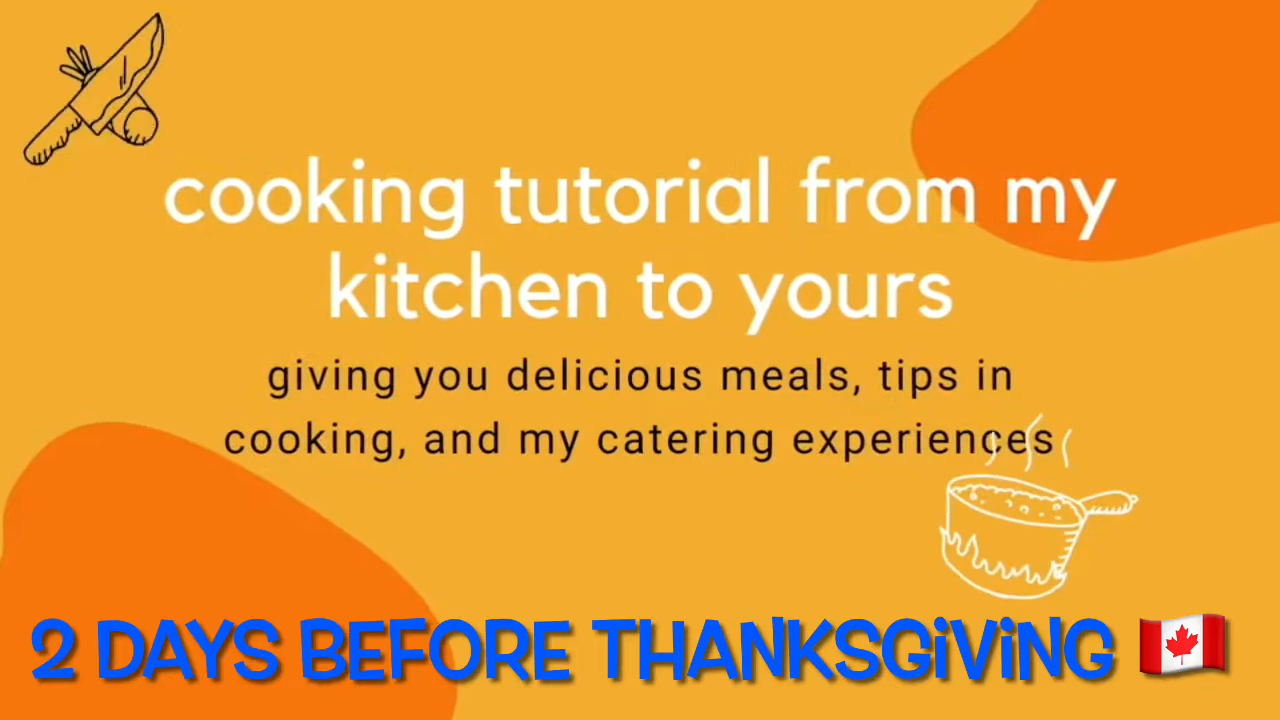 cooking tutorial from my
kitchen to yours
giving you delicious meals, tips in
cooking, and my catering experiences
2 DAYS BEFORE THANKSGiViNG 🇨🇦